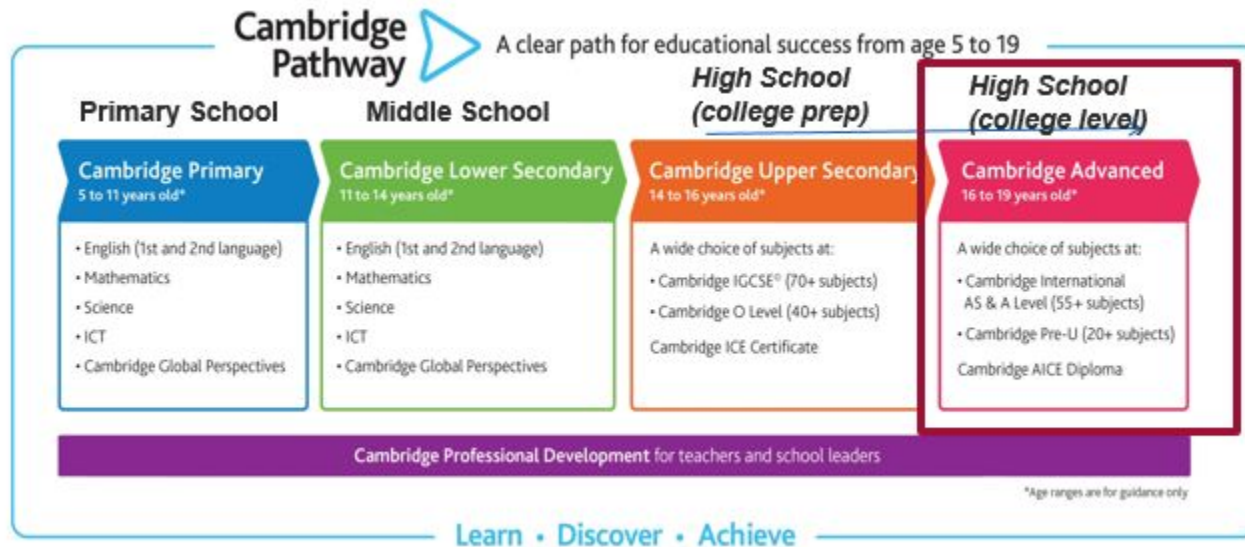 Cambridge
Pathway
A clear path for educational success from age 5 to 19
Primary School
Middle School
High School
(college prep)
High School
(college level)
Cambridge Primary
5 to 11 years old*
• English (1st and 2nd language)
• Mathematics
• Science
• ICT
• Cambridge Global Perspectives
Cambridge Lower Secondary
11 to 14 years old*
• English (1st and 2nd language)
• Mathematics
• Science
• ICT
• Cambridge Global Perspectives
Cambridge Upper Secondary
14 to 16 years old*
A wide choice of subjects at:
• Cambridge IGCSE® (70+ subjects)
• Cambridge O Level (40+ subjects)
Cambridge ICE Certificate
Cambridge Advanced
16 to 19 years old*
A wide choice of subjects at:
• Cambridge International
AS & A Level (55+ subjects)
• Cambridge Pre-U (20+ subjects)
Cambridge AICE Diploma
Cambridge Professional Development for teachers and school leaders
*Age ranges are for guidance only
Learn • Discover • Achieve